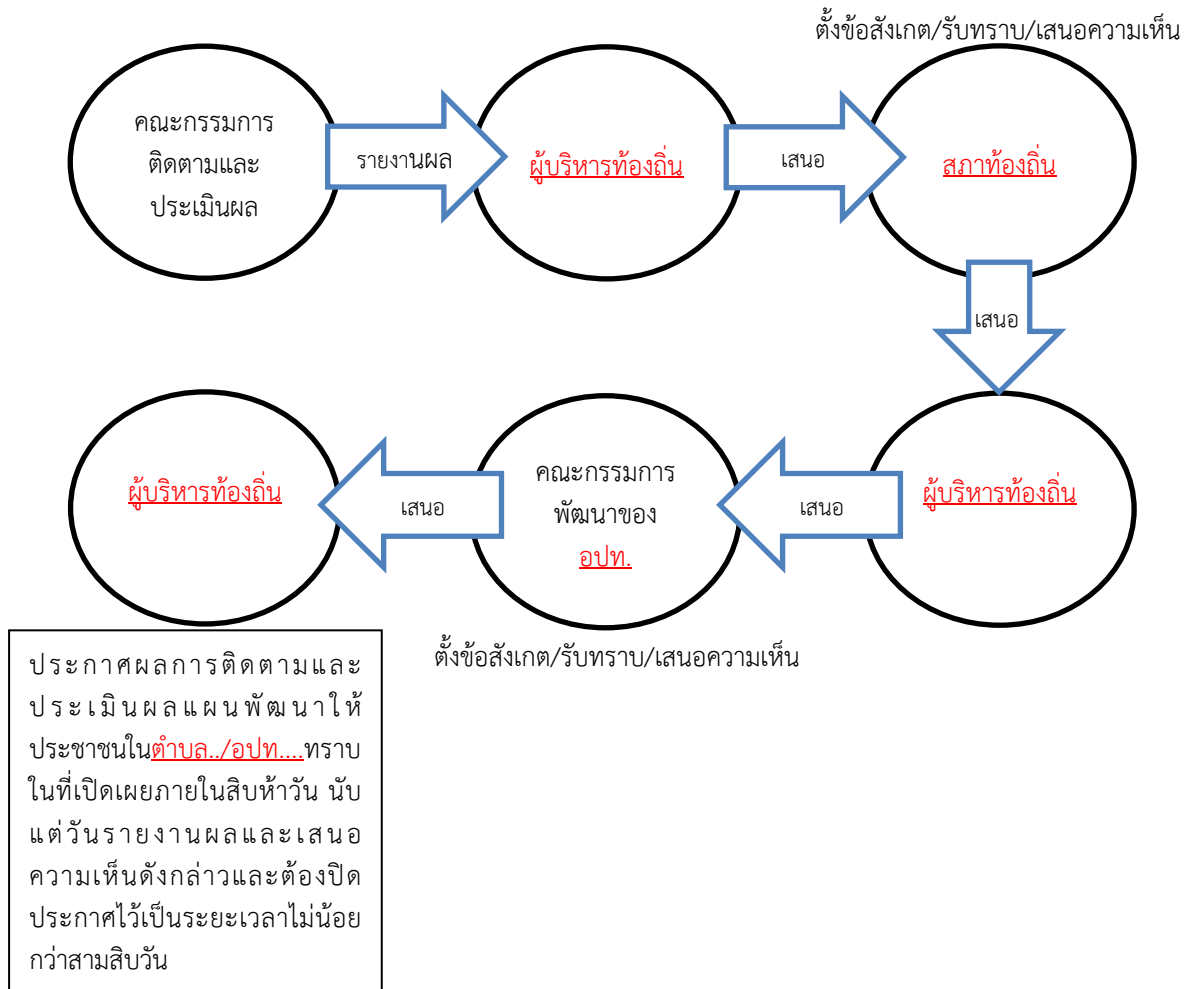 ตั้งข้อสังเกต/รับทราบ/เสนอความเห็น
คณะกรรมการ
ติดตามและ
ประเมินผล
รายงานผล
ผู้บริหารท้องถิ่น
เสนอ
สภาท้องถิ่น
เสนอ
ผู้บริหารท้องถิ่น
เสนอ
คณะกรรมการ
พัฒนาของ
อปท.
ตั้งข้อสังเกต/รับทราบ/เสนอความเห็น
เสนอ
ผู้บริหารท้องถิ่น
ประกาศผลการติดตามและ
ประเมินผลแผนพัฒนาให้
ประชาชนในตำบล../อปท....ทราบ
ในที่เปิดเผยภายในสิบห้าวัน นับ
แต่วันรายงานผลและเสนอ
ความเห็นดังกล่าวและต้องปิด
ประกาศไว้เป็นระยะเวลาไม่น้อย
กว่าสามสิบวัน